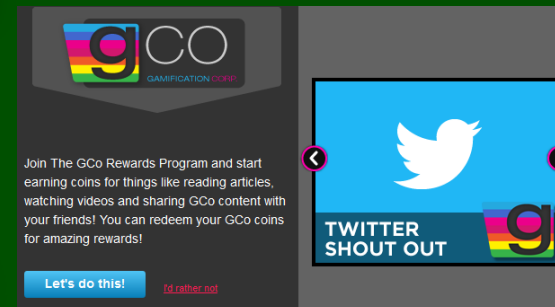 gCO
GAMIFICATION CORP.
Join The GCo Rewards Program and start
earning coins for things like reading articles,
watching videos and sharing GCo content with
your friends! You can redeem your GCo coins
for amazing rewards!
Let's do this!
I'd rather not
TWITTER
SHOUT OUT
g